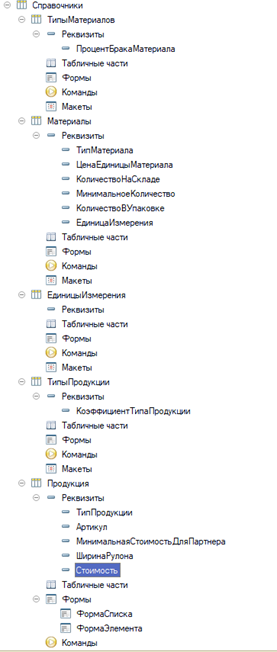 Справочники
ТипыМатериалов
Реквизиты
ПроцентБракаМатериала
Табличные части
Формы
Команды
Макеты
Материалы
Реквизиты
ТипМатериала
ЦенаЕдиницыМатериала
КоличествоНаСкладе
МинимальноеКоличество
КоличествоВУпаковке
ЕдиницаИзмерения
Табличные части
Формы
Команды
Макеты
ЕдиницыИзмерения
Реквизиты
Табличные части
Формы
Команды
Макеты
ТипыПродукции
Реквизиты
КоэффициентТипаПродукции
Табличные части
Формы
Команды
Макеты
Продукция
Реквизиты
ТипПродукции
Артикул
МинимальнаяСтоимостьДляПартнера
ШиринаРулона
Стоимость
Табличные части
Формы
ФормаСписка
ФормаЭлемента
Команды